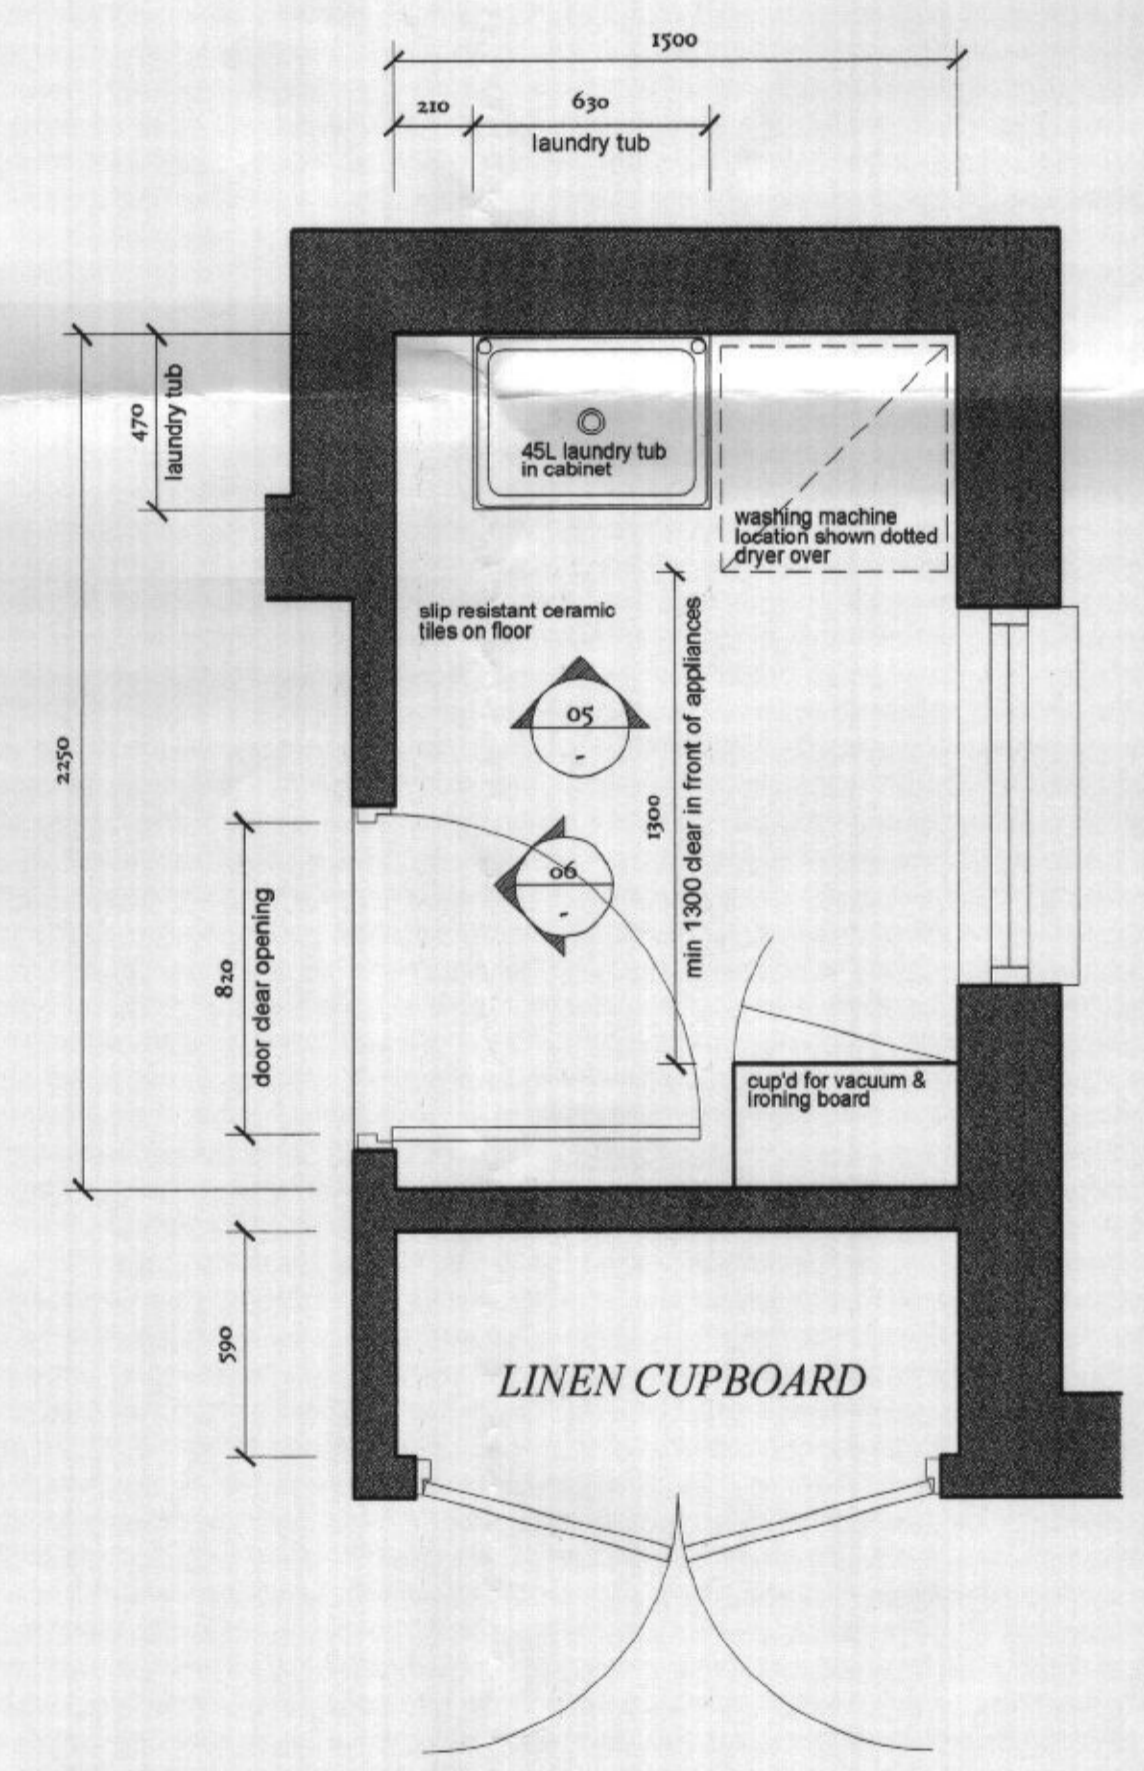 1500
210
630
laundry tub
470
laundry tub
45L laundry tub
in cabinet
washing machine
location shown dotted
dryer over
slip resistant ceramic
tiles on floor
05
-
2250
1300
min 1300 clear in front of appliances
06
-
820
door clear opening
cup'd for vacuum &
ironing board
590
LINEN CUPBOARD